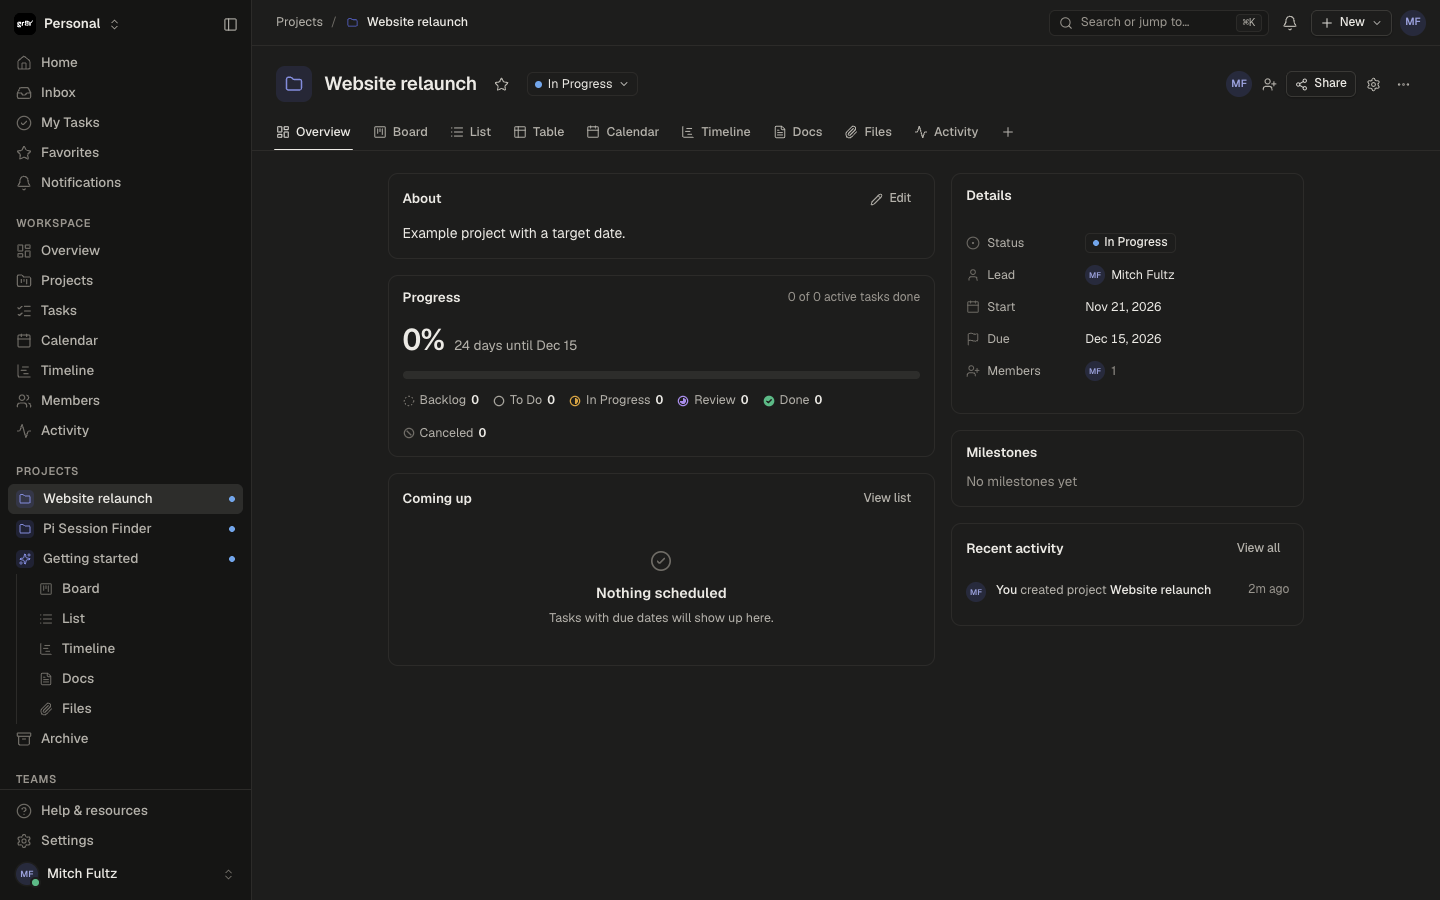 grtfr Personal
Home
Inbox
My Tasks
Favorites
Notifications
WORKSPACE
Overview
Projects
Tasks
Calendar
Timeline
Members
Activity
PROJECTS
Website relaunch
Pi Session Finder
Getting started
Board
List
Timeline
Docs
Files
Archive
TEAMS
Help & resources
Settings
MF Mitch Fultz
Projects / Website relaunch
Search or jump to... ⌘K
New
MF
Website relaunch
In Progress
MF
Share
Overview Board List Table Calendar Timeline Docs Files Activity
About
Edit
Example project with a target date.
Progress
0 of 0 active tasks done
0% 24 days until Dec 15
Backlog 0 To Do 0 In Progress 0 Review 0 Done 0
Canceled 0
Coming up
View list
Nothing scheduled
Tasks with due dates will show up here.
Details
Status In Progress
Lead MF Mitch Fultz
Start Nov 21, 2026
Due Dec 15, 2026
Members MF 1
Milestones
No milestones yet
Recent activity
View all
MF You created project Website relaunch 2m ago